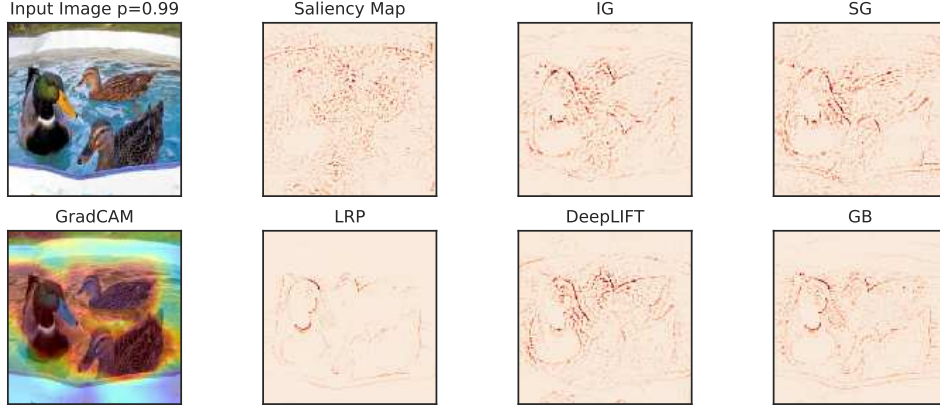 Input Image p=0.99
Saliency Map
IG
SG
GradCAM
LRP
DeepLIFT
GB